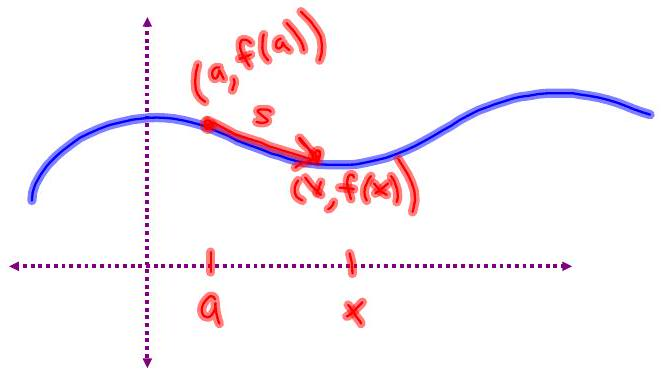 (a, f(a))
s
(x, f(x))
a
x